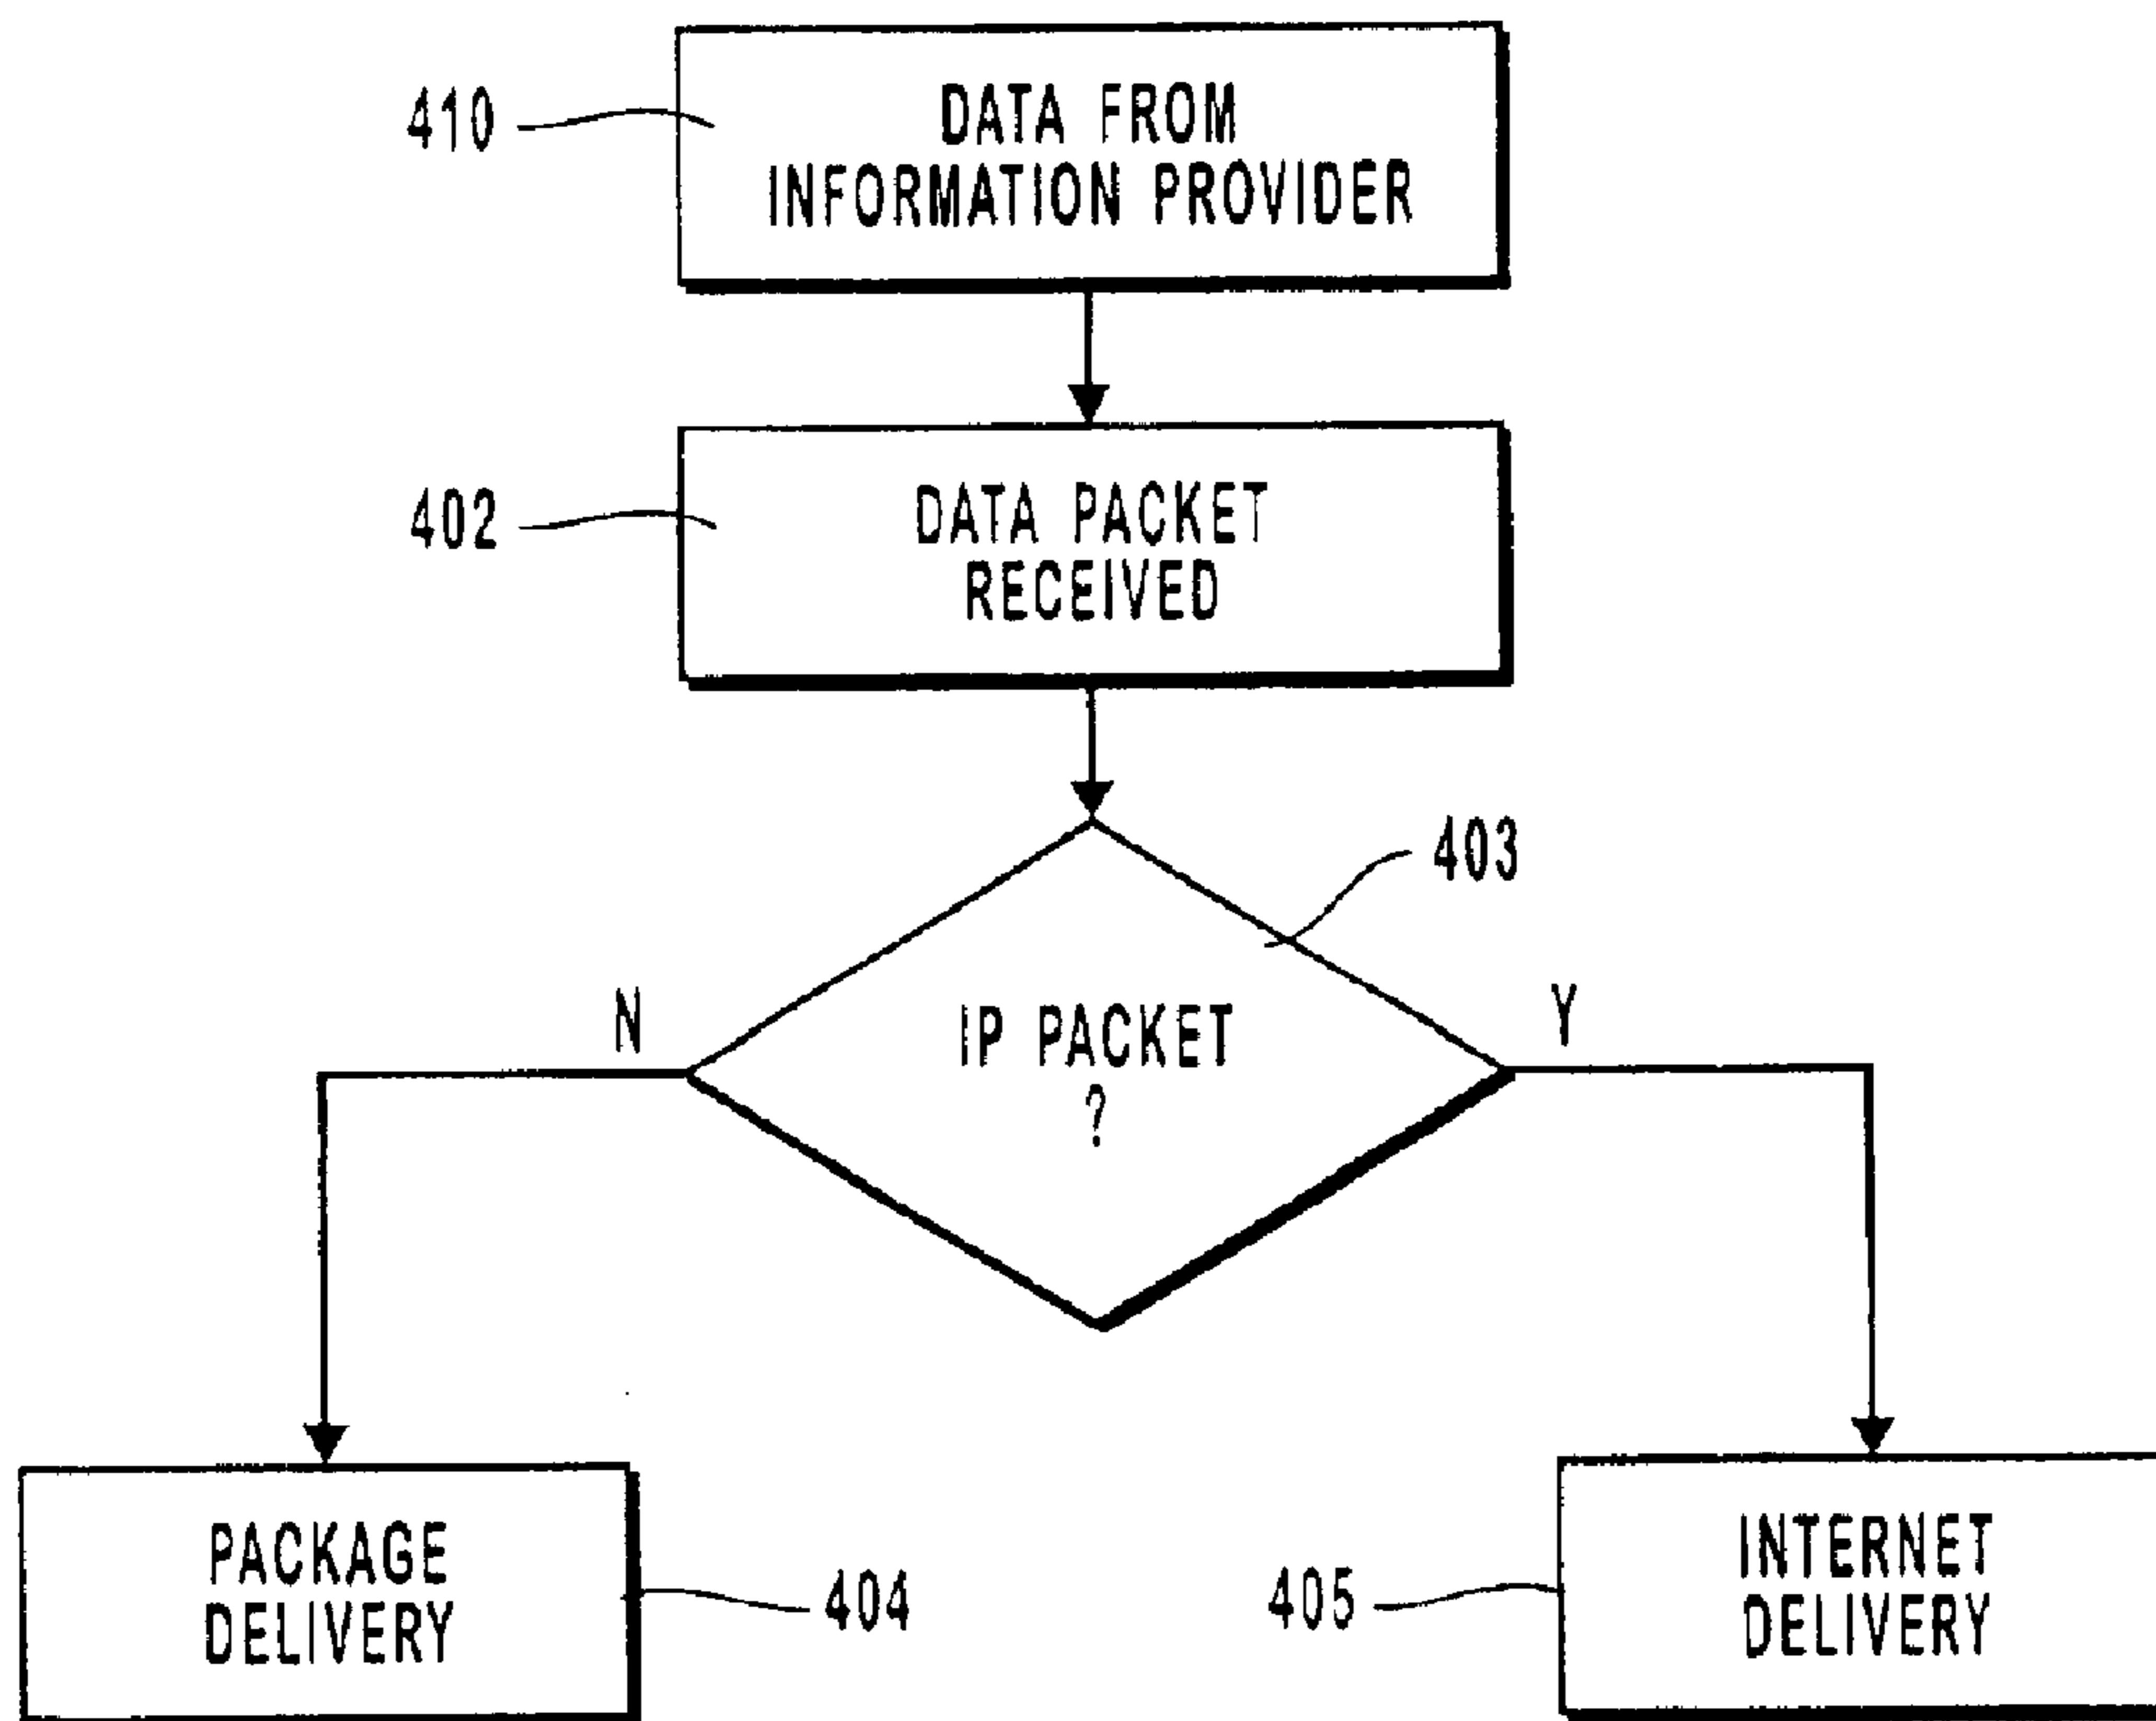 410
DATA FROM
INFORMATION PROVIDER
402
DATA PACKET
RECEIVED
403
N
IP PACKET
?
Y
PACKAGE
DELIVERY
404
405
INTERNET
DELIVERY